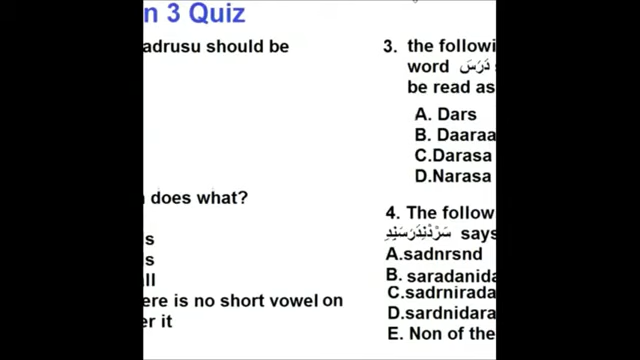 n 3 Quiz
adrusu should be
does what?
s
s
ll
ere is no short vowel on
er it
3. the followi
word دَرَسَ
be read as
A. Dars
B. Daaraa
C.Darasa
D.Narasa
4. The follow
says
A.sadnrsnd
B. saradanida
C.sadrnirada
D.sardnidara
E. Non of the